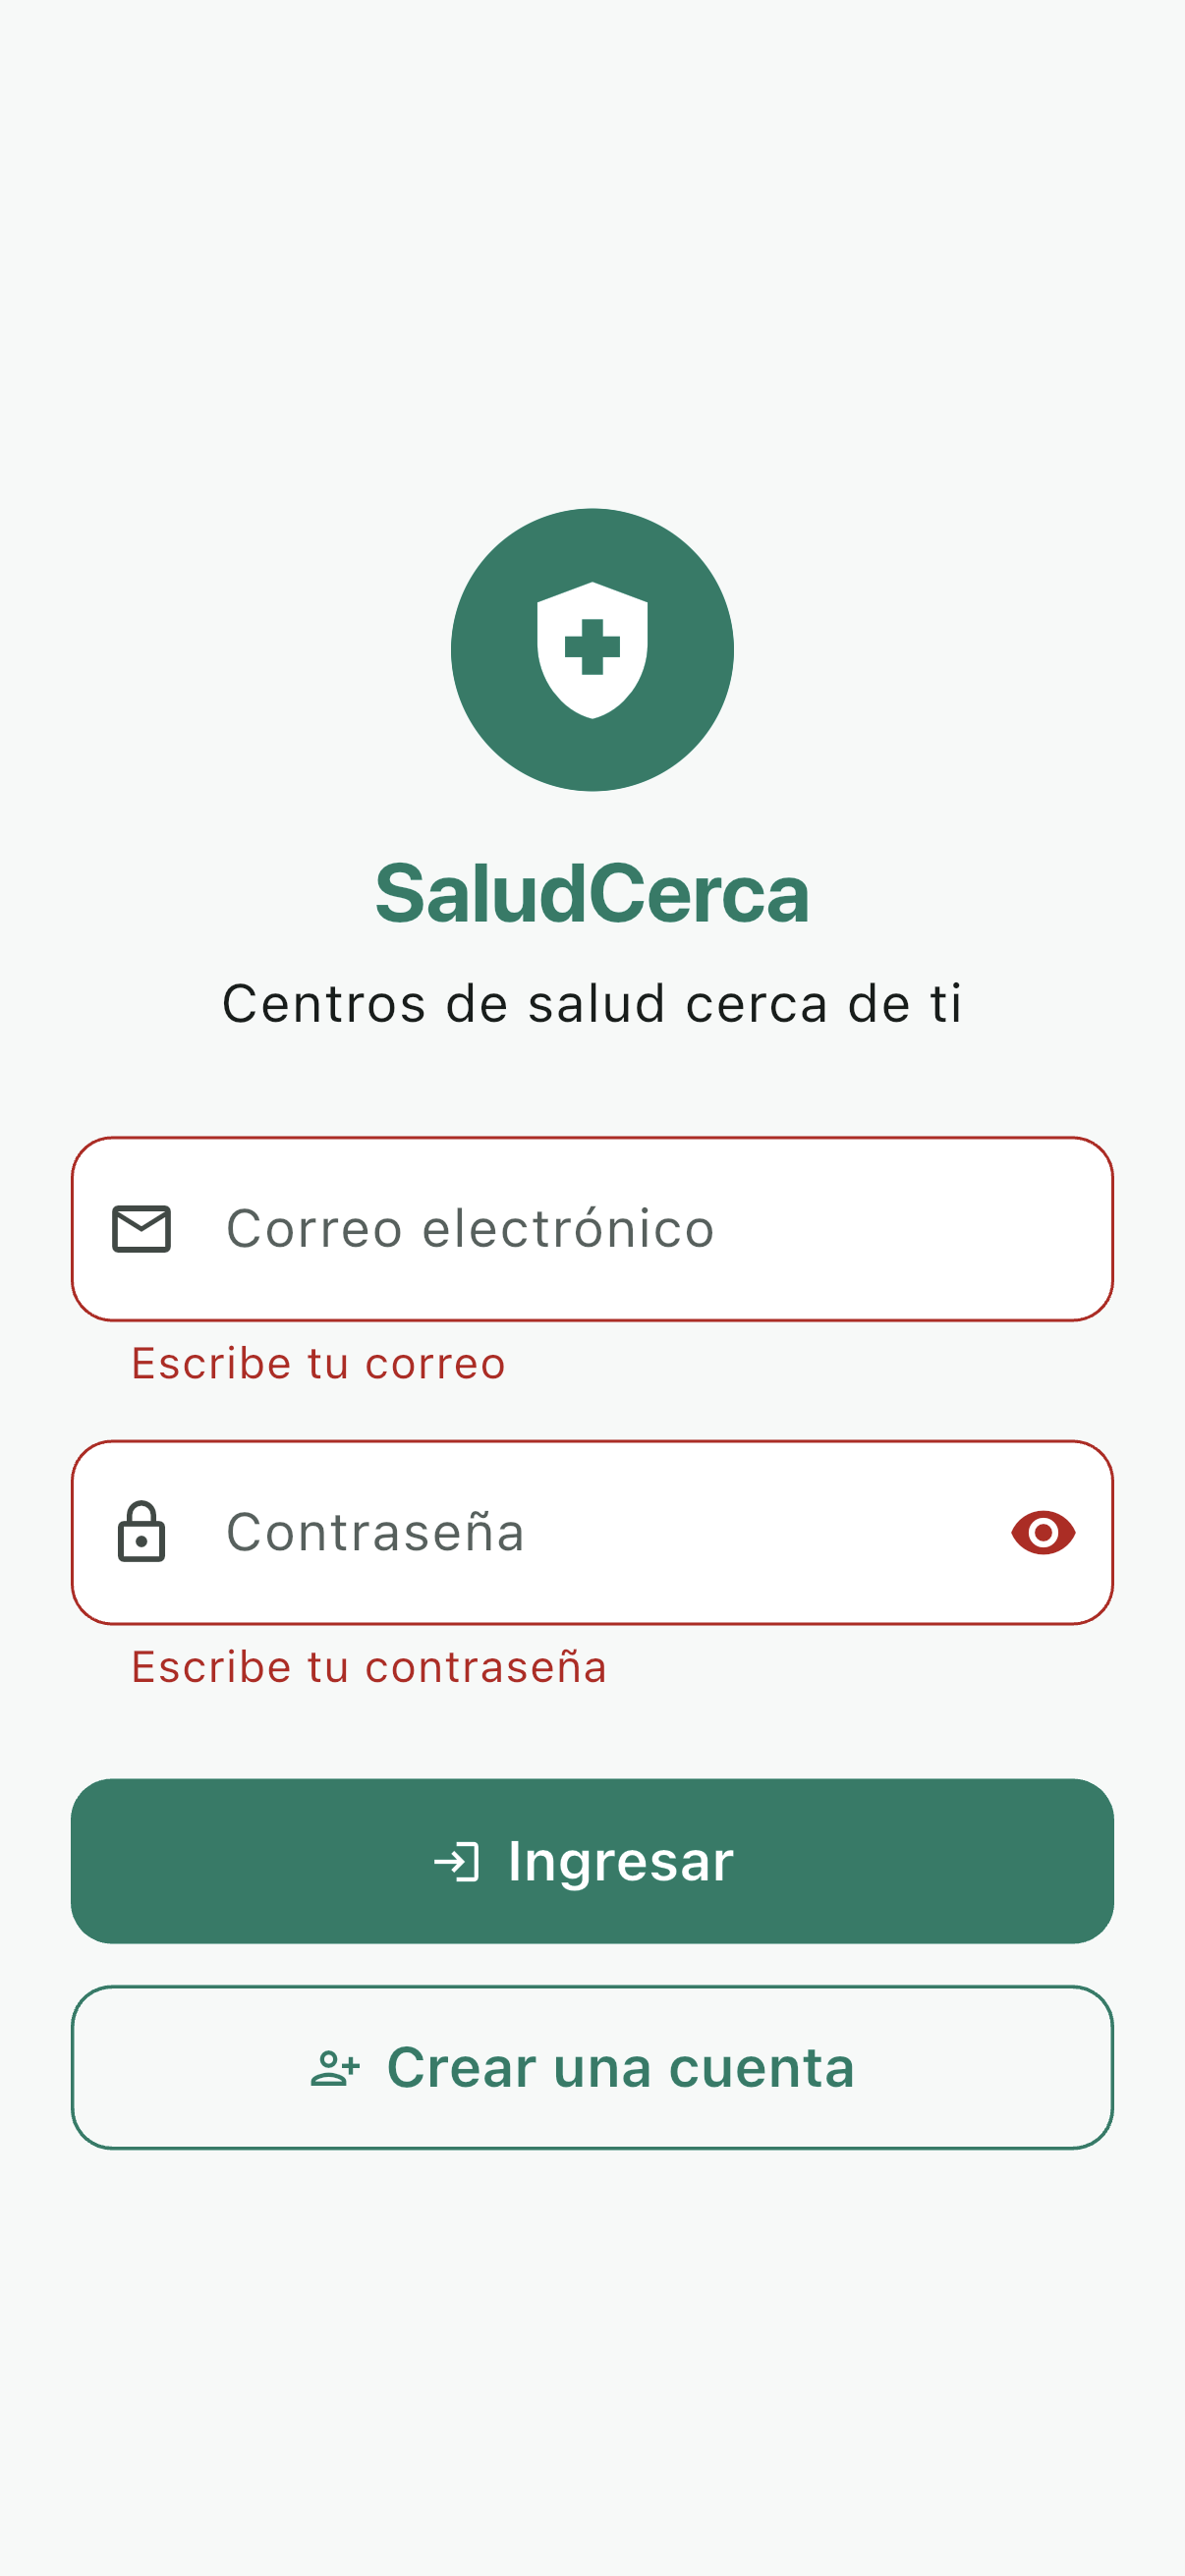 SaludCerca
Centros de salud cerca de ti
Correo electrónico
Escribe tu correo
Contraseña
Escribe tu contraseña
Ingresar
Crear una cuenta